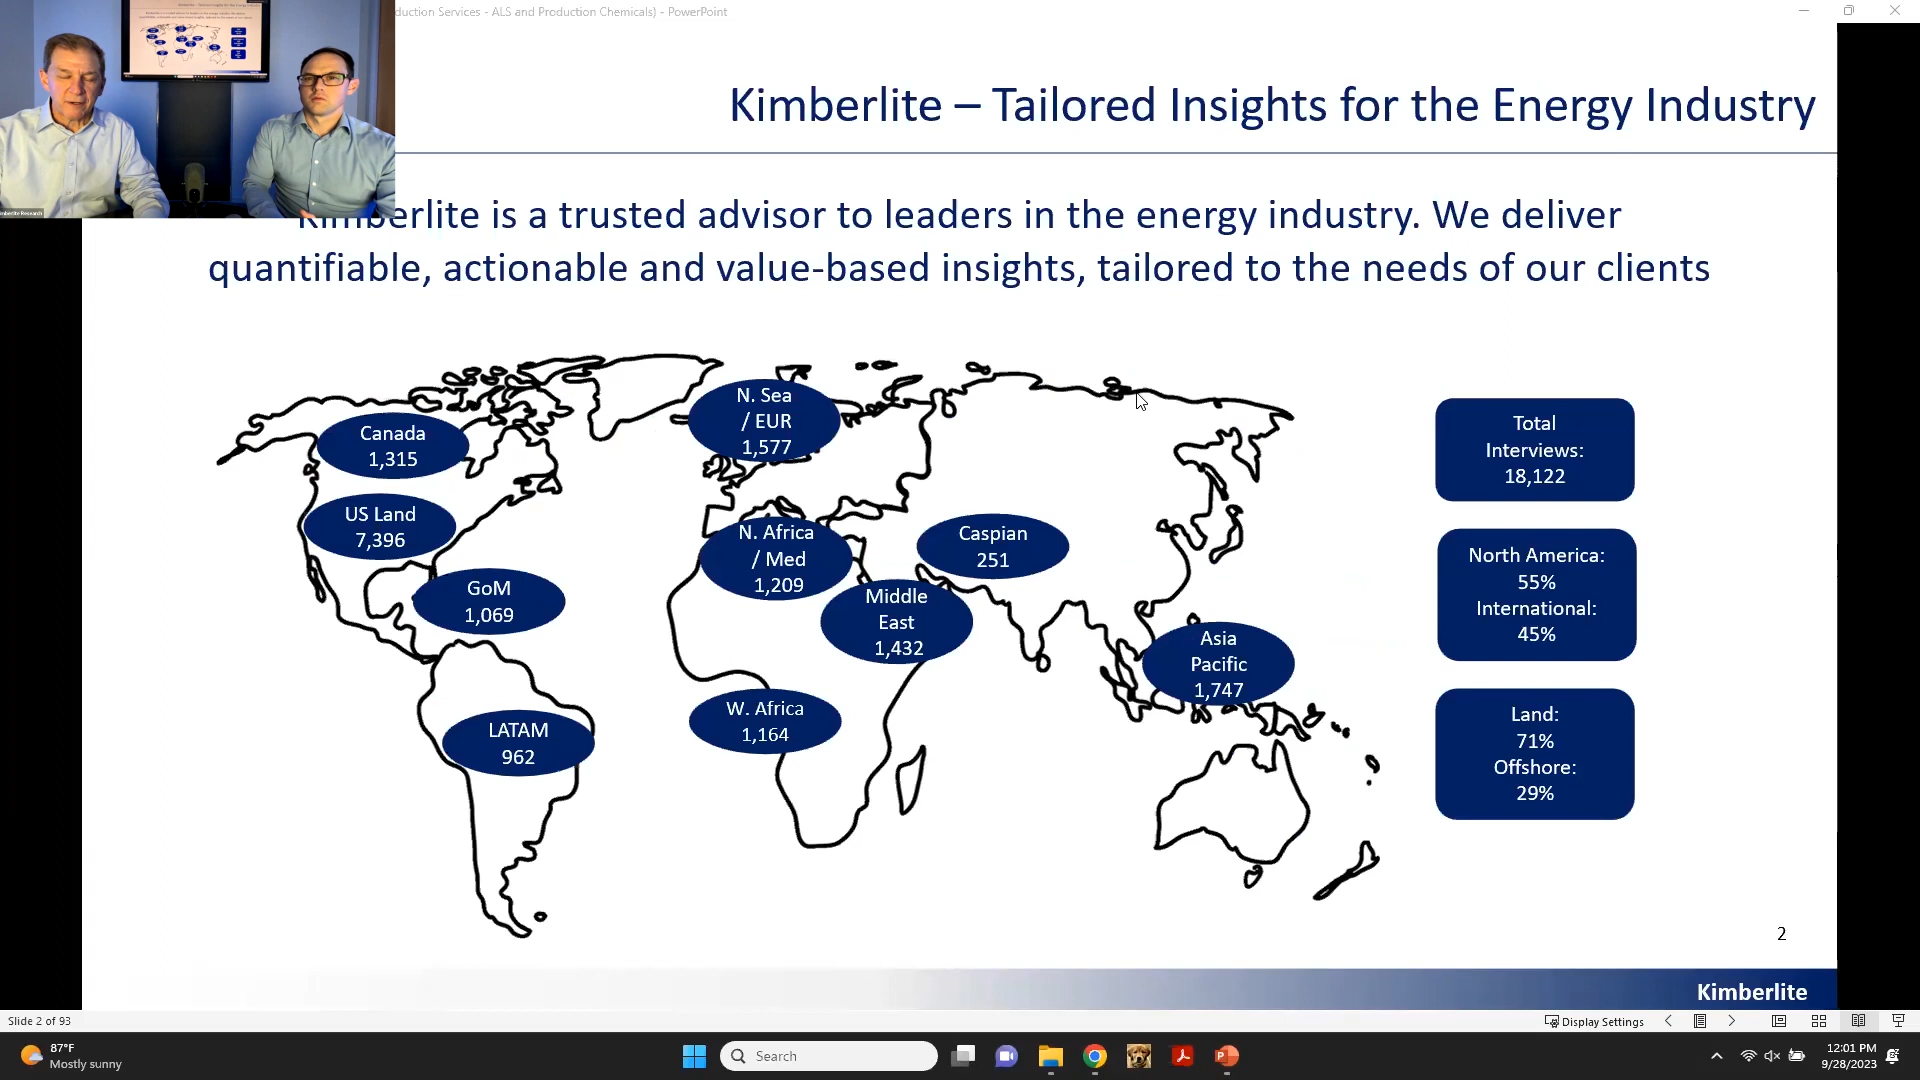 duction Services - ALS and Production Chemicals) - PowerPoint
Kimberlite – Tailored Insights for the Energy Industry
Kimberlite is a trusted advisor to leaders in the energy industry. We deliver
quantifiable, actionable and value-based insights, tailored to the needs of our clients
N. Sea
/ EUR
1,577
Canada
1,315
US Land
7,396
GoM
1,069
LATAM
962
N. Africa
/ Med
1,209
Caspian
251
Middle
East
1,432
W. Africa
1,164
Asia
Pacific
1,747
Total
Interviews:
18,122
North America:
55%
International:
45%
Land:
71%
Offshore:
29%
2
Kimberlite
Slide 2 of 93
Display Settings
87°F
Mostly sunny
Search
12:01 PM
9/28/2023